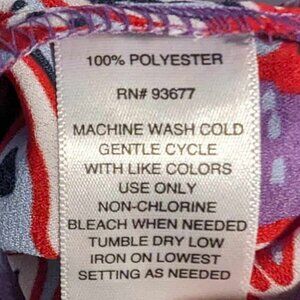 100% POLYESTER
RN# 93677
MACHINE WASH COLD
GENTLE CYCLE
WITH LIKE COLORS
USE ONLY
NON-CHLORINE
BLEACH WHEN NEEDED
TUMBLE DRY LOW
IRON ON LOWEST
SETTING AS NEEDED